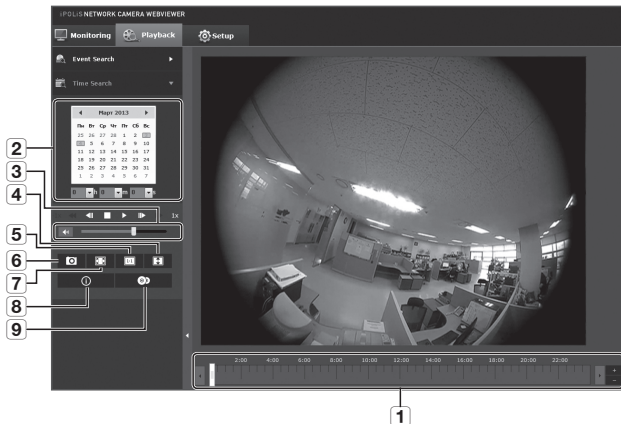 iPOLiS NETWORK CAMERA WEBVIEWER
Monitoring Playback Setup
Event Search
Time Search
Март 2013
Пн Вт Ср Чт Пт Сб Вс
25 26 27 28 1 2 3
4 5 6 7 8 9 10
11 12 13 14 15 16 17
18 19 20 21 22 23 24
25 26 27 28 29 30 31
1 2 3 4 5 6 7
0 h 0 m 0 s
1x
1:1
2:00 4:00 6:00 8:00 10:00 12:00 14:00 16:00 18:00 20:00 22:00
2
3
4
5
6
7
8
9
1